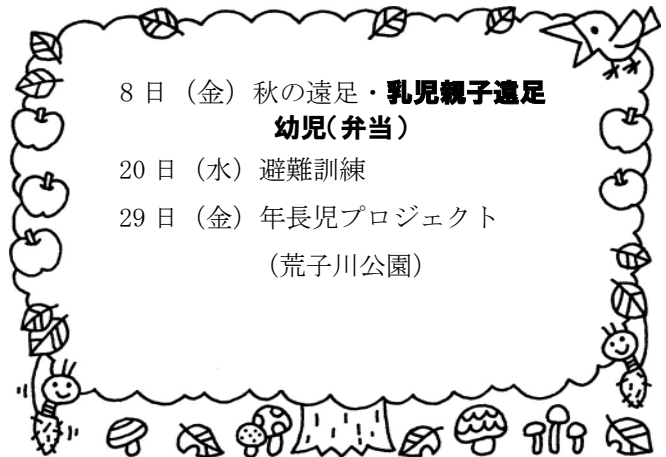 8日（金）秋の遠足・乳児親子遠足
幼児（弁当）
20日（水）避難訓練
29日（金）年長児プロジェクト
（荒子川公園）